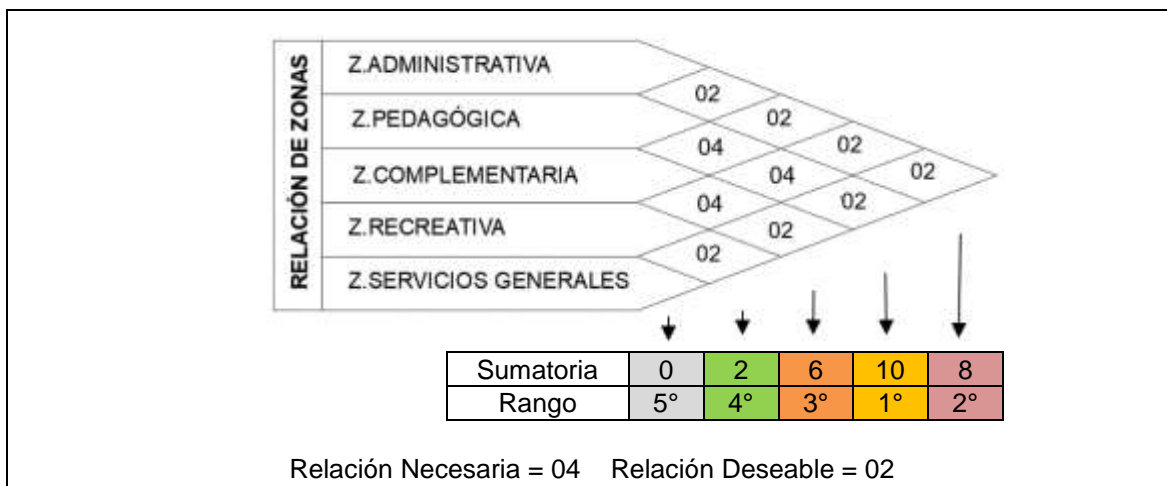 RELACIÓN DE ZONAS
Z.ADMINISTRATIVA
Z.PEDAGÓGICA
Z.COMPLEMENTARIA
Z.RECREATIVA
Z.SERVICIOS GENERALES
02
02
04
02
04
02
04
02
02
02
Sumatoria 0 2 6 10 8
Rango 5° 4° 3° 1° 2°
Relación Necesaria = 04 Relación Deseable = 02